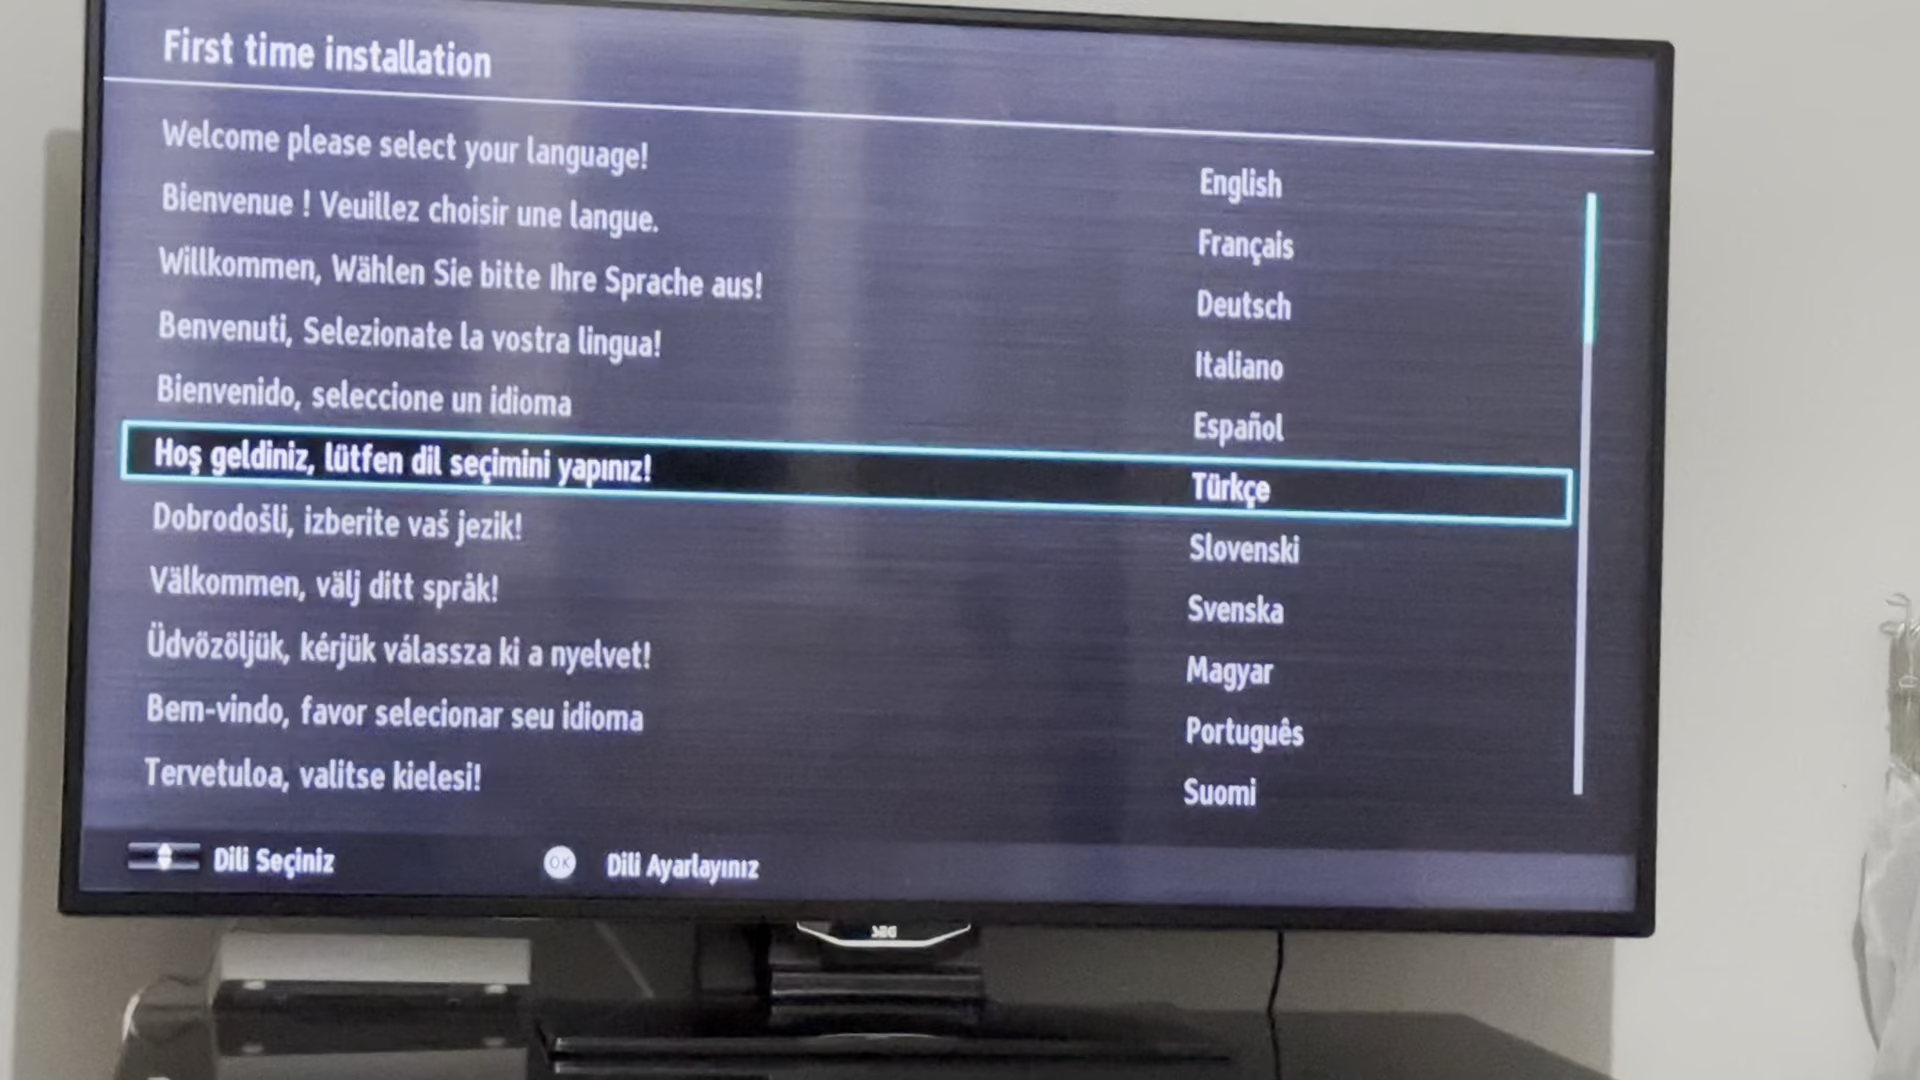 First time installation
Welcome please select your language! English
Bienvenue ! Veuillez choisir une langue. Français
Willkommen, Wählen Sie bitte Ihre Sprache aus! Deutsch
Benvenuti, Selezionate la vostra lingua! Italiano
Bienvenido, seleccione un idioma Español
Hoş geldiniz, lütfen dil seçimini yapınız! Türkçe
Dobrodošli, izberite vaš jezik! Slovenski
Välkommen, välj ditt språk! Svenska
Üdvözöljük, kérjük válassza ki a nyelvet! Magyar
Bem-vindo, favor selecionar seu idioma Português
Tervetuloa, valitse kielesi! Suomi
Dili Seçiniz OK Dili Ayarlayınız
SEG